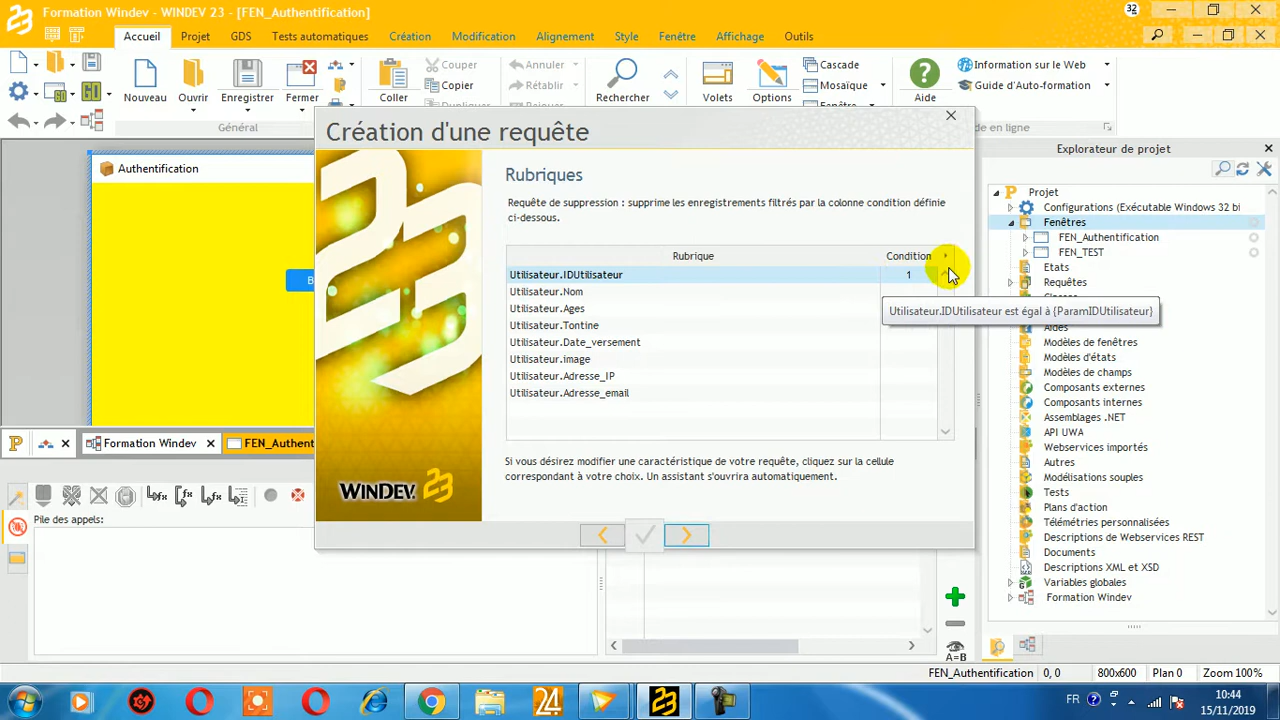 Formation Windev - WINDEV 23 - [FEN_Authentification]
32
Accueil Projet GDS Tests automatiques Création Modification Alignement Style Fenêtre Affichage Outils
Nouveau Ouvrir Enregistrer Fermer
Coller
Couper
Copier
Dupliquer
Annuler
Rétablir
Rechercher
Volets
Options
Cascade
Mosaïque
Fenêtre
Aide
Information sur le Web
Guide d'Auto-formation
Général
de en ligne
Authentification
B
Création d'une requête
Rubriques
Requête de suppression : supprime les enregistrements filtrés par la colonne condition définie
ci-dessous.
Rubrique Condition
Utilisateur.IDUtilisateur 1
Utilisateur.Nom
Utilisateur.Ages
Utilisateur.Tontine
Utilisateur.Date_versement
Utilisateur.image
Utilisateur.Adresse_IP
Utilisateur.Adresse_email
Utilisateur.IDUtilisateur est égal à {ParamIDUtilisateur}
Si vous désirez modifier une caractéristique de votre requête, cliquez sur la cellule
correspondant à votre choix. Un assistant s'ouvrira automatiquement.
WINDEV 23
Explorateur de projet
Projet
Configurations (Exécutable Windows 32 bi
Fenêtres
FEN_Authentification
FEN_TEST
Etats
Requêtes
Aides
Modèles de fenêtres
Modèles d'états
Modèles de champs
Composants externes
Composants internes
Assemblages .NET
API UWA
Webservices importés
Autres
Modélisations souples
Tests
Plans d'action
Télémétries personnalisées
Descriptions de Webservices REST
Documents
Descriptions XML et XSD
Variables globales
Formation Windev
Formation Windev
FEN_Authentifi
Pile des appels:
A=B
FEN_Authentification 0, 0 800x600 Plan 0 Zoom 100%
24
23
FR
10:44
15/11/2019